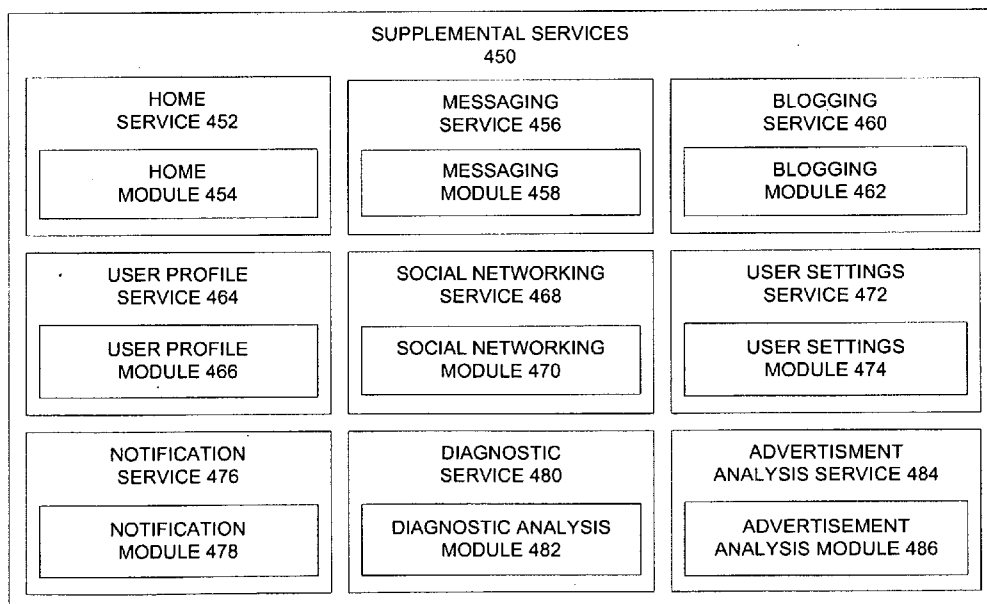 SUPPLEMENTAL SERVICES
450
HOME
SERVICE 452
HOME
MODULE 454
MESSAGING
SERVICE 456
MESSAGING
MODULE 458
BLOGGING
SERVICE 460
BLOGGING
MODULE 462
USER PROFILE
SERVICE 464
USER PROFILE
MODULE 466
SOCIAL NETWORKING
SERVICE 468
SOCIAL NETWORKING
MODULE 470
USER SETTINGS
SERVICE 472
USER SETTINGS
MODULE 474
NOTIFICATION
SERVICE 476
NOTIFICATION
MODULE 478
DIAGNOSTIC
SERVICE 480
DIAGNOSTIC ANALYSIS
MODULE 482
ADVERTISMENT
ANALYSIS SERVICE 484
ADVERTISEMENT
ANALYSIS MODULE 486